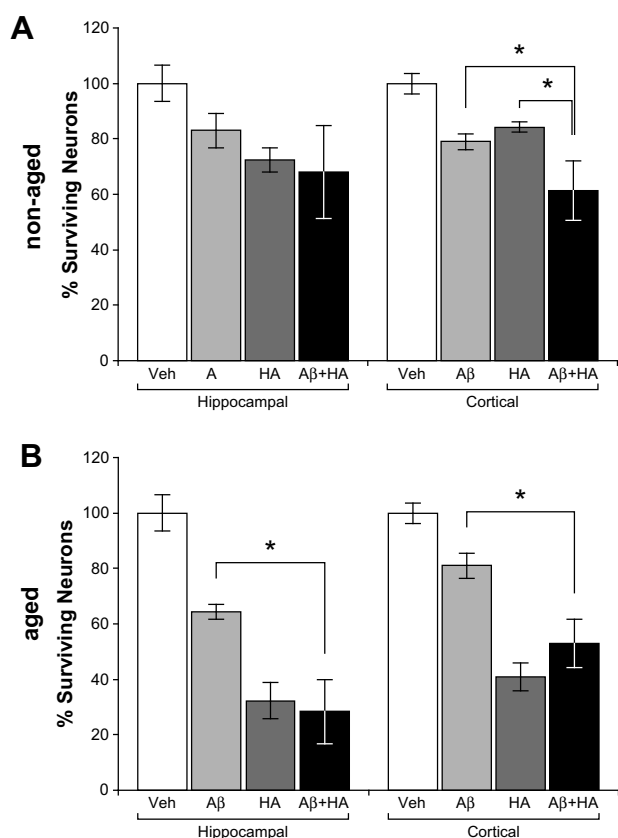 A
non-aged
% Surviving Neurons
120
100
80
60
40
20
0
* *
Veh A HA Aβ+HA Veh Aβ HA Aβ+HA
Hippocampal Cortical
B
aged
% Surviving Neurons
120
100
80
60
40
20
0
* *
Veh Aβ HA Aβ+HA Veh Aβ HA Aβ+HA
Hippocampal Cortical